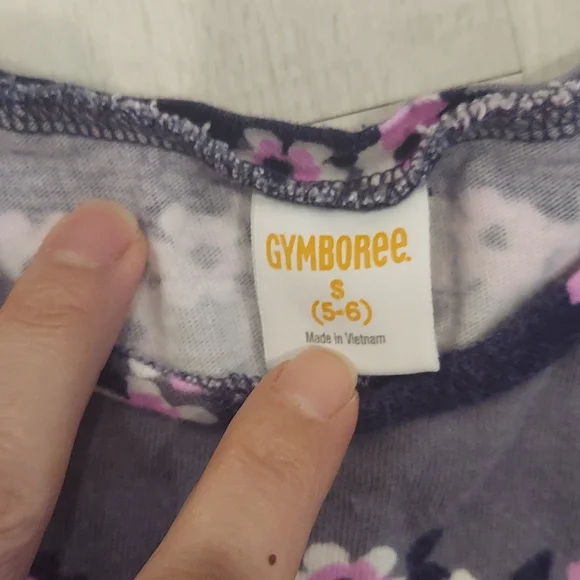 GYMBORee.
S
(5-6)
Made in Vietnam